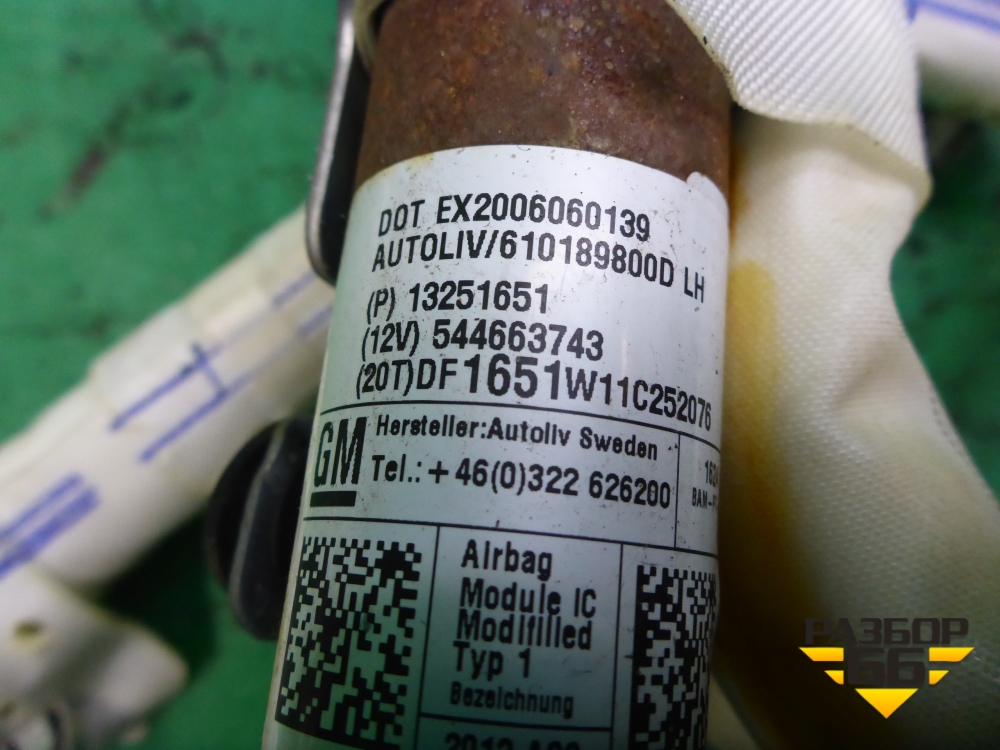 DOT EX2006060139
AUTOLIV/610189800D LH
(P) 13251651
(12V) 544663743
(20T)DF1651W11C252076
GM
Hersteller:Autoliv Sweden
Tel.:+46(0)322 626200
Airbag
Module IC
Modifilled
Typ 1
Bezeichnung
РАЗБОР
66